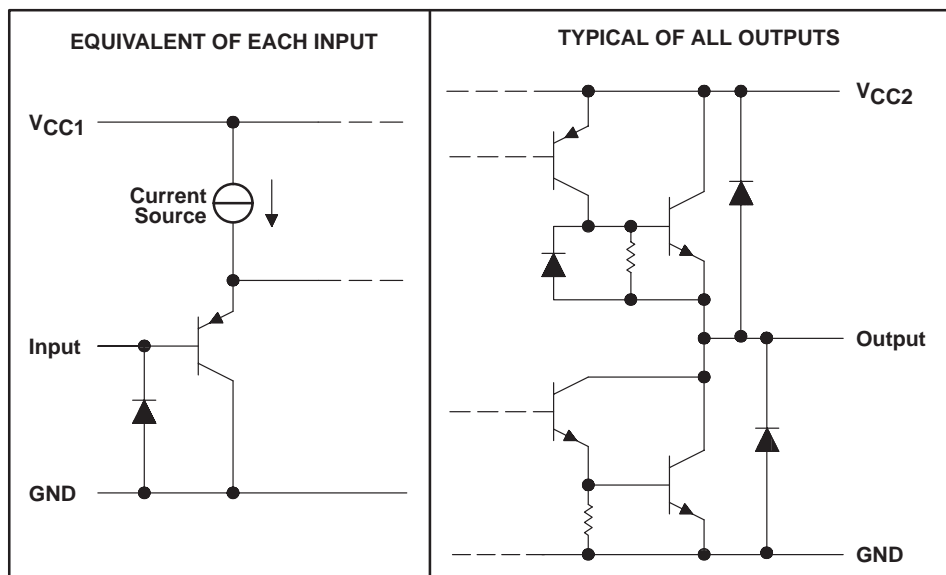 EQUIVALENT OF EACH INPUT
VCC1
Current
Source
Input
GND
TYPICAL OF ALL OUTPUTS
VCC2
Output
GND